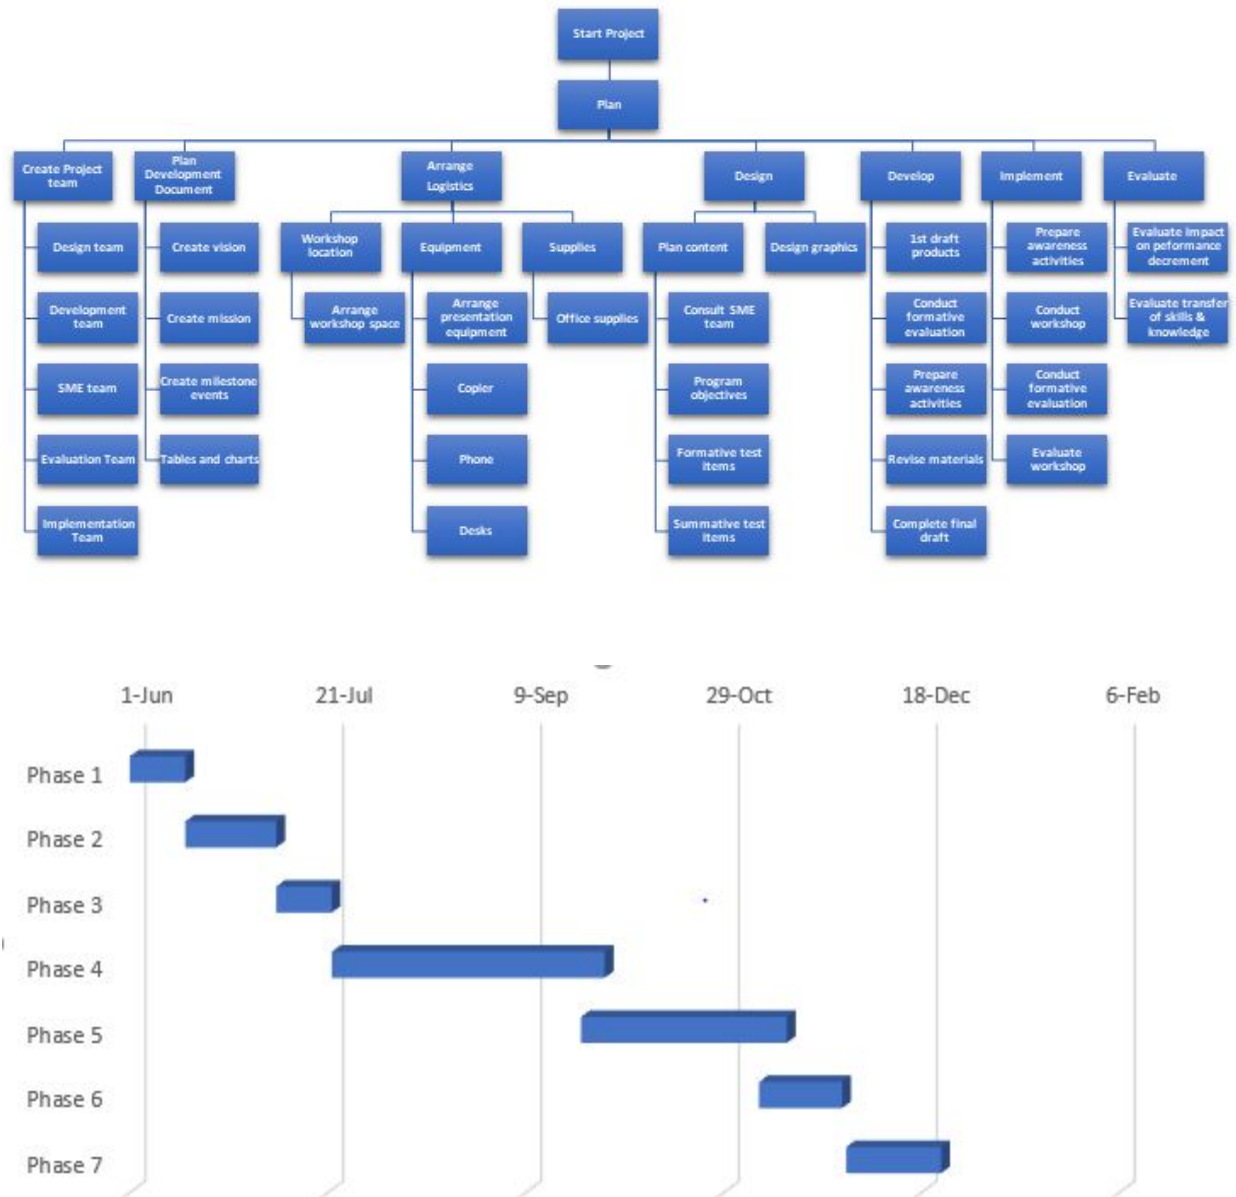 Start Project
Plan
Create Project
team
Plan
Development
Document
Arrange
Logistics
Design
Develop
Implement
Evaluate
Design team
Development
team
SME team
Evaluation Team
Implementation
Team
Create vision
Create mission
Create milestone
events
Tables and charts
Workshop
location
Arrange
workshop space
Equipment
Arrange
presentation
equipment
Copier
Phone
Desks
Supplies
Office supplies
Plan content
Consult SME
team
Program
objectives
Formative test
items
Summative test
items
Design graphics
1st draft
products
Conduct
formative
evaluation
Prepare
awareness
activities
Revise materials
Complete final
draft
Prepare
awareness
activities
Conduct
workshop
Conduct
formative
evaluation
Evaluate
workshop
Evaluate impact
on peformance
decrement
Evaluate transfer
of skills &
knowledge
1-Jun 21-Jul 9-Sep 29-Oct 18-Dec 6-Feb
Phase 1
Phase 2
Phase 3
Phase 4
Phase 5
Phase 6
Phase 7